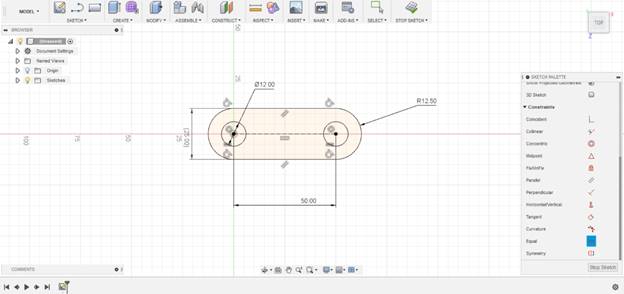 MODEL
SKETCH
CREATE
MODIFY
ASSEMBLE
CONSTRUCT
INSPECT
INSERT
MAKE
ADD-INS
SELECT
STOP SKETCH
BROWSER
(Unsaved)
Document Settings
Named Views
Origin
Sketches
50
25
100
75
50
25
TOP
Z
Ø12.00
R12.50
(25.00)
50.00
SKETCH PALETTE
Show Projected Geometries
3D Sketch
Constraints
Coincident
Collinear
Concentric
Midpoint
Fix/UnFix
Parallel
Perpendicular
Horizontal/Vertical
Tangent
Curvature
Equal
Symmetry
Stop Sketch
COMMENTS